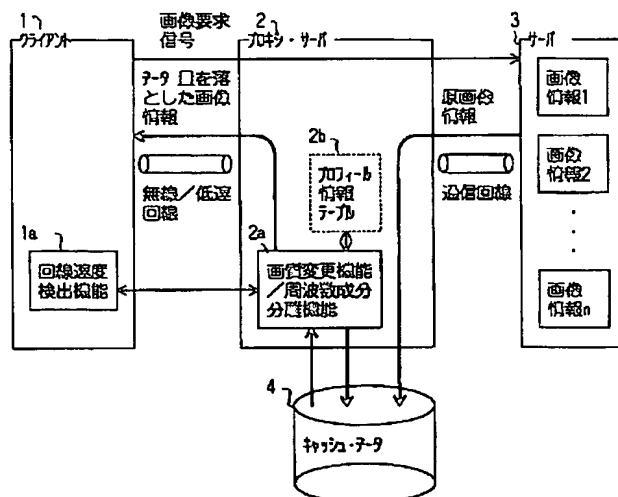 1
クライアント
画像要求
信号
2
プロキシ・サーバ
3
サーバ
データ量を落
とした画像
情報
原画像
情報
画像
情報1
2b
プロフィール
情報
テーブル
画像
情報2
無線/低速
回線
通信回線
・
・
・
1a
回線速度
検出機能
2a
画質変更機能
/周波数成分
分離機能
画像
情報n
4
キャッシュ・データ